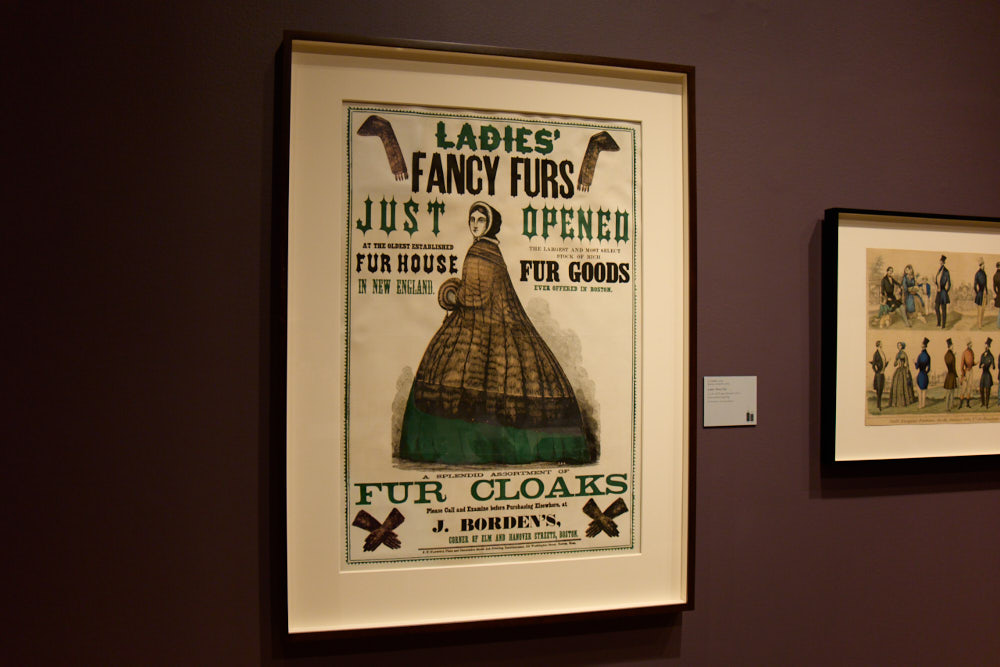 LADIES'
FANCY FURS
JUST OPENED
AT THE OLDEST ESTABLISHED
FUR HOUSE
IN NEW ENGLAND.
THE LARGEST AND MOST SELECT
STOCK OF RICH
FUR GOODS
EVER OFFERED IN BOSTON.
A SPLENDID ASSORTMENT OF
FUR CLOAKS
Please Call and Examine before Purchasing Elsewhere, at
J. BORDEN'S,
CORNER OF ELM AND HANOVER STREETS, BOSTON.